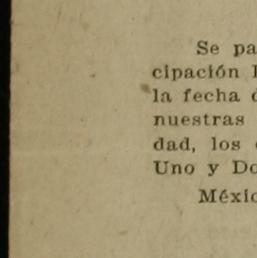 Se pa
cipación
la fecha
nuestras
dad, los
Uno y Do
Méxic